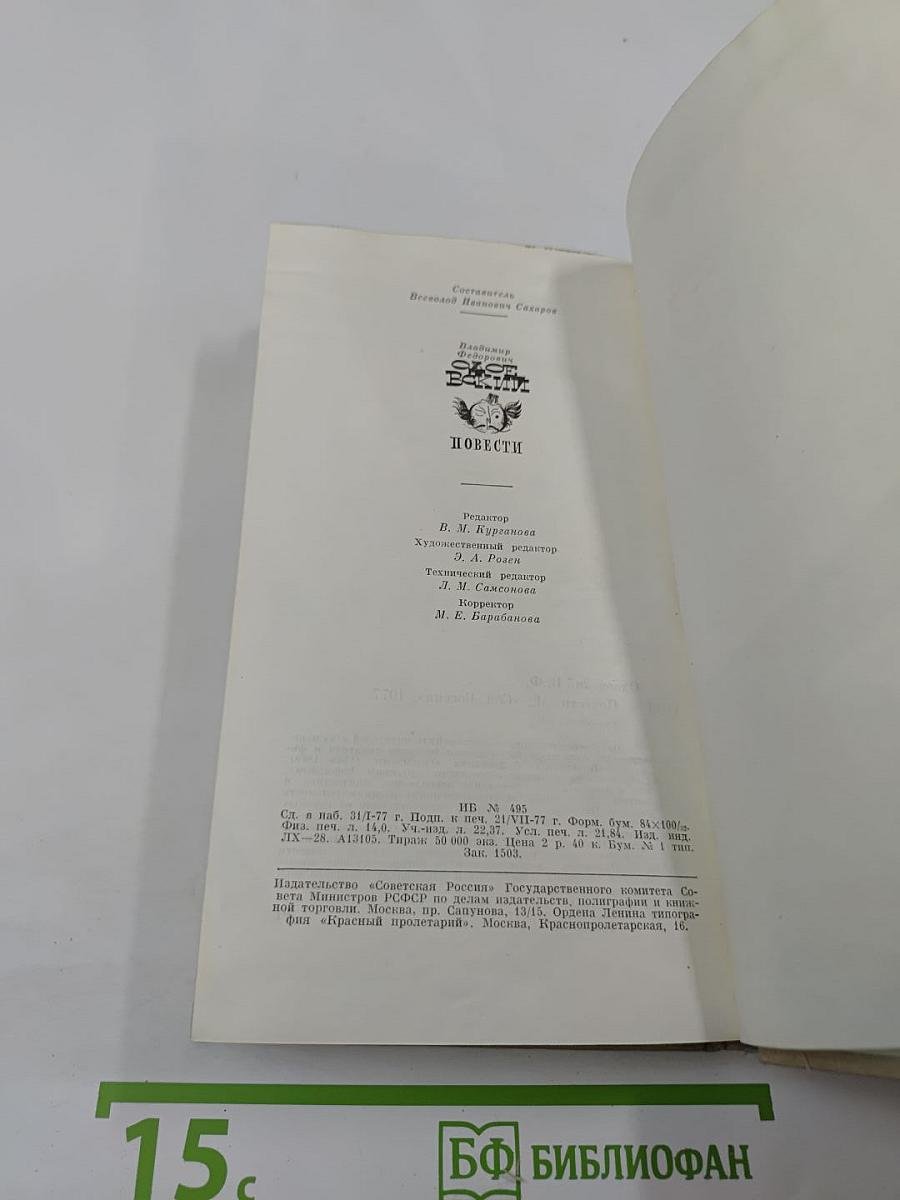 Составитель
Всеволод Иванович Сахаров
Владимир
Федорович
ОДОЕ
ВСКИЙ
ПОВЕСТИ
Редактор
В. М. Курганова
Художественный редактор
Э. А. Розен
Технический редактор
Л. М. Самсонова
Корректор
М. Е. Барабанова
ИБ № 495
Сд. в наб. 31/I-77 г. Подп. к печ. 21/VII-77 г. Форм. бум. 84×100/32.
Физ. печ. л. 14,0. Уч.-изд. л. 22,37. Усл. печ. л. 21,84. Изд. инд.
ЛХ—28. А13105. Тираж 50 000 экз. Цена 2 р. 40 к. Бум. № 1 тип.
Зак. 1503.
Издательство «Советская Россия» Государственного комитета Со-
вета Министров РСФСР по делам издательств, полиграфии и книж-
ной торговли. Москва, пр. Сапунова, 13/15. Ордена Ленина типогра-
фия «Красный пролетарий». Москва, Краснопролетарская, 16.
15 с
БФ БИБЛИОФАН